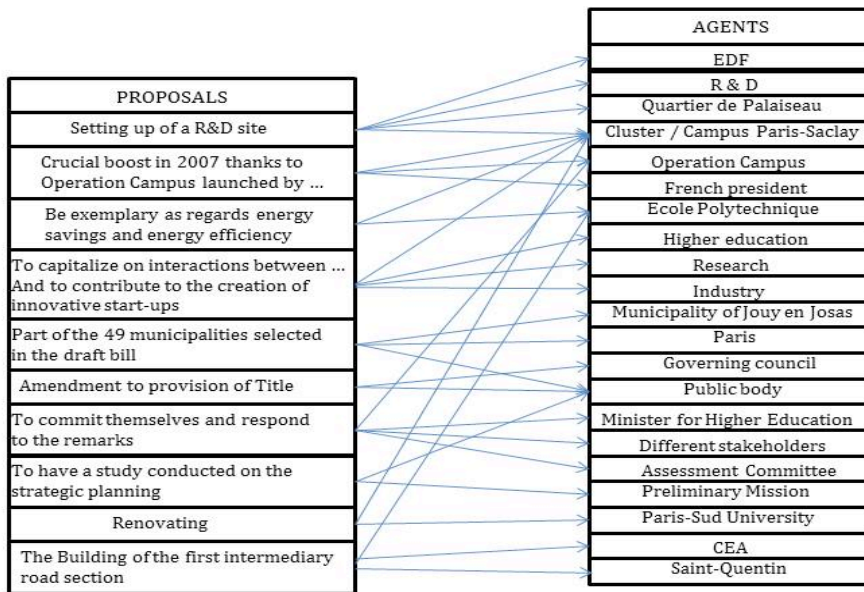 PROPOSALS
Setting up of a R&D site
Crucial boost in 2007 thanks to
Operation Campus launched by ...
Be exemplary as regards energy
savings and energy efficiency
To capitalize on interactions between ...
And to contribute to the creation of
innovative start-ups
Part of the 49 municipalities selected
in the draft bill
Amendment to provision of Title
To commit themselves and respond
to the remarks
To have a study conducted on the
strategic planning
Renovating
The Building of the first intermediary
road section
AGENTS
EDF
R & D
Quartier de Palaiseau
Cluster / Campus Paris-Saclay
Operation Campus
French president
Ecole Polytechnique
Higher education
Research
Industry
Municipality of Jouy en Josas
Paris
Governing council
Public body
Minister for Higher Education
Different stakeholders
Assessment Committee
Preliminary Mission
Paris-Sud University
CEA
Saint-Quentin